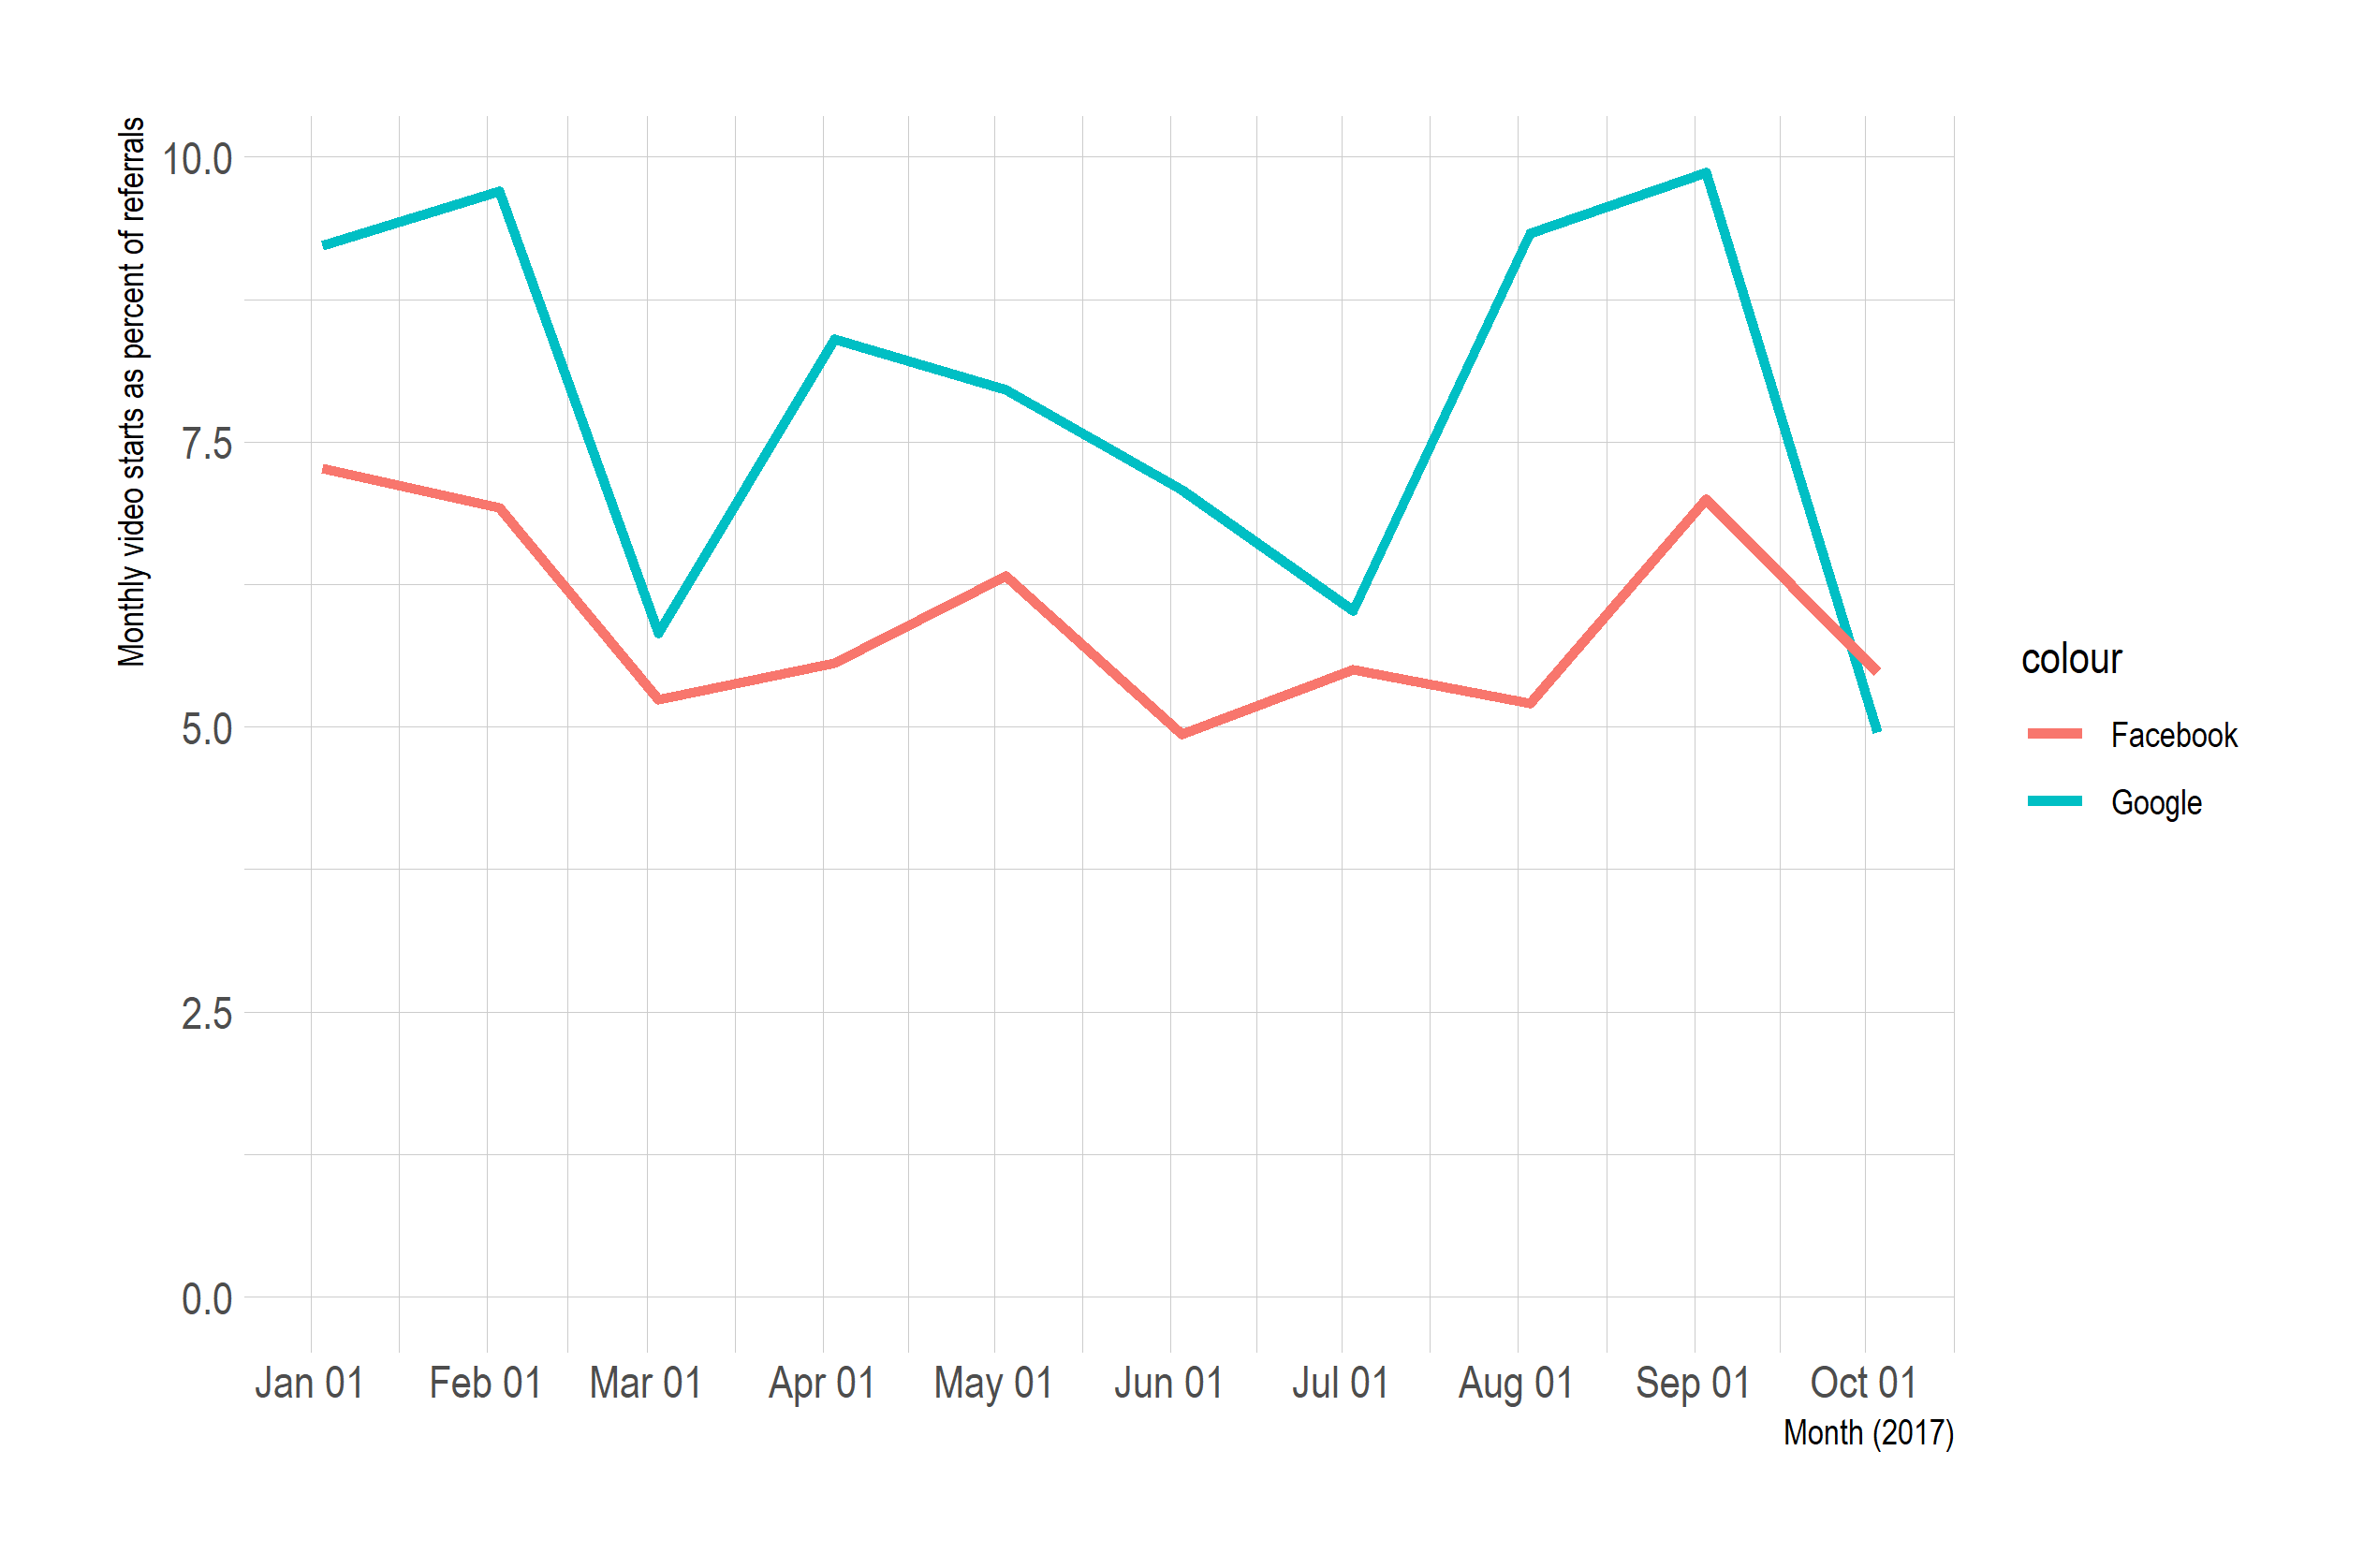 Monthly video starts as percent of referrals
10.0
7.5
5.0
2.5
0.0
Jan 01 Feb 01 Mar 01 Apr 01 May 01 Jun 01 Jul 01 Aug 01 Sep 01 Oct 01
Month (2017)
colour
Facebook
Google